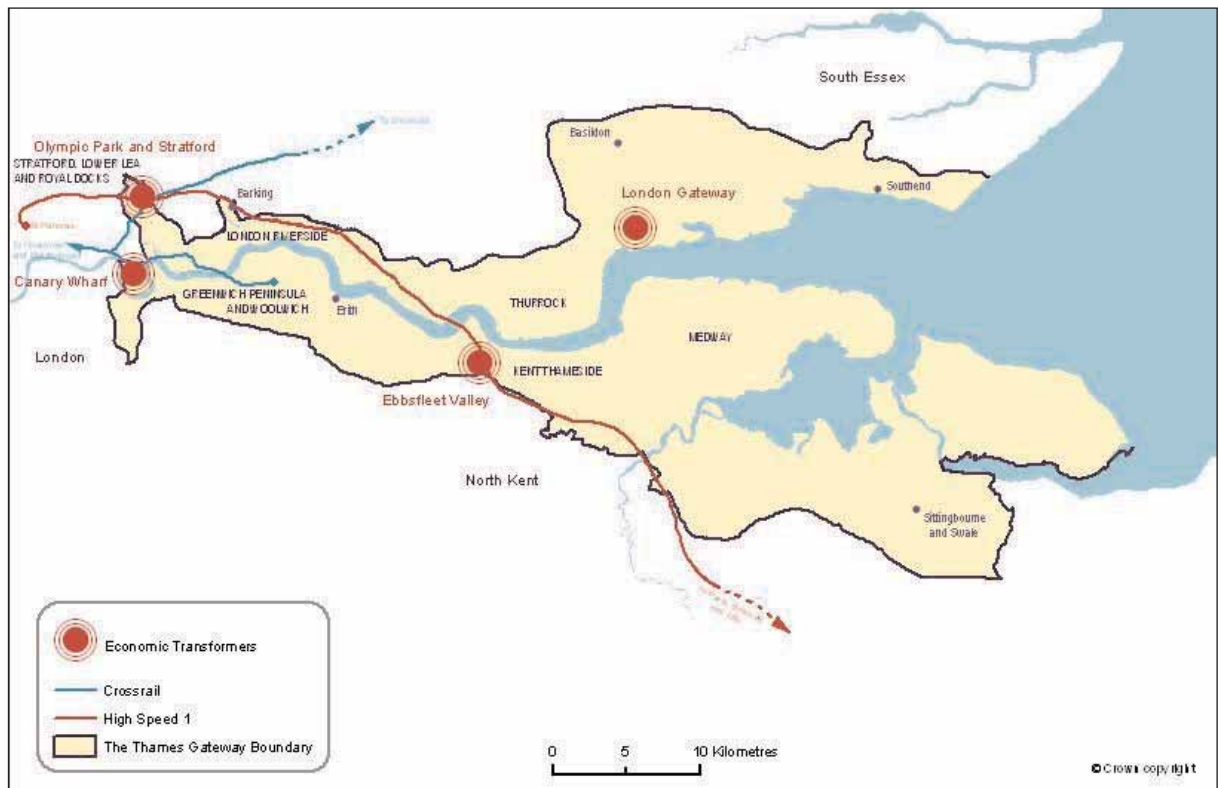 South Essex
Basildon
Olympic Park and Stratford
STRATFORD, LOWER LEA
AND ROYAL DOCKS
Barking
London Gateway
Southend
LONDON RIVERSIDE
Canary Wharf
GREENWICH PENINSULA
AND WOOLWICH
Erith
THURROCK
MEDWAY
London
KENT THAMESIDE
Ebbsfleet Valley
North Kent
Sittingbourne
and Swale
Economic Transformers
Crossrail
High Speed 1
The Thames Gateway Boundary
0 5 10 Kilometres
© Crown copyright